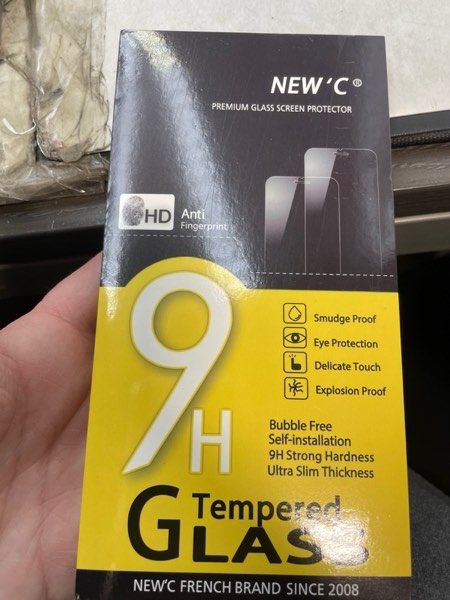 NEW'C ®
PREMIUM GLASS SCREEN PROTECTOR
HD Anti
Fingerprint
9H
Smudge Proof
Eye Protection
Delicate Touch
Explosion Proof
Bubble Free
Self-installation
9H Strong Hardness
Ultra Slim Thickness
Tempered
GLASS
NEW'C FRENCH BRAND SINCE 2008